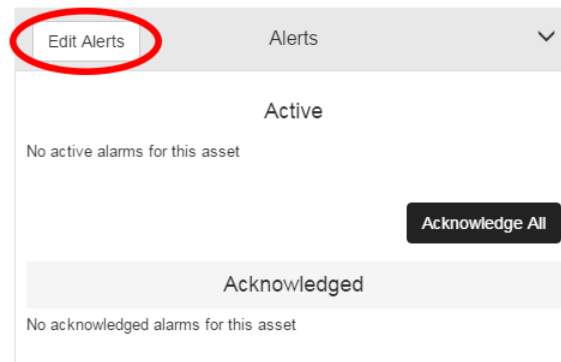 Edit Alerts
Alerts
Active
No active alarms for this asset
Acknowledge All
Acknowledged
No acknowledged alarms for this asset